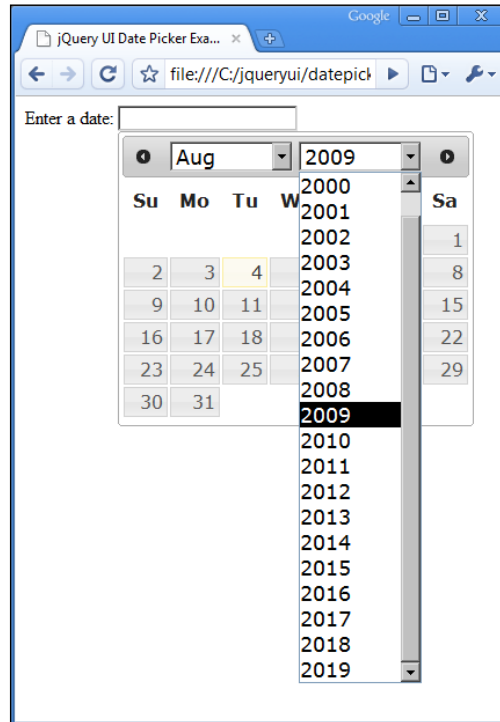 Google
jQuery UI Date Picker Exa...
file:///C:/jqueryui/datepick
Enter a date:
Aug 2009
Su Mo Tu W Sa
1
2 3 4 8
9 10 11 15
16 17 18 22
23 24 25 29
30 31
2000
2001
2002
2003
2004
2005
2006
2007
2008
2009
2010
2011
2012
2013
2014
2015
2016
2017
2018
2019